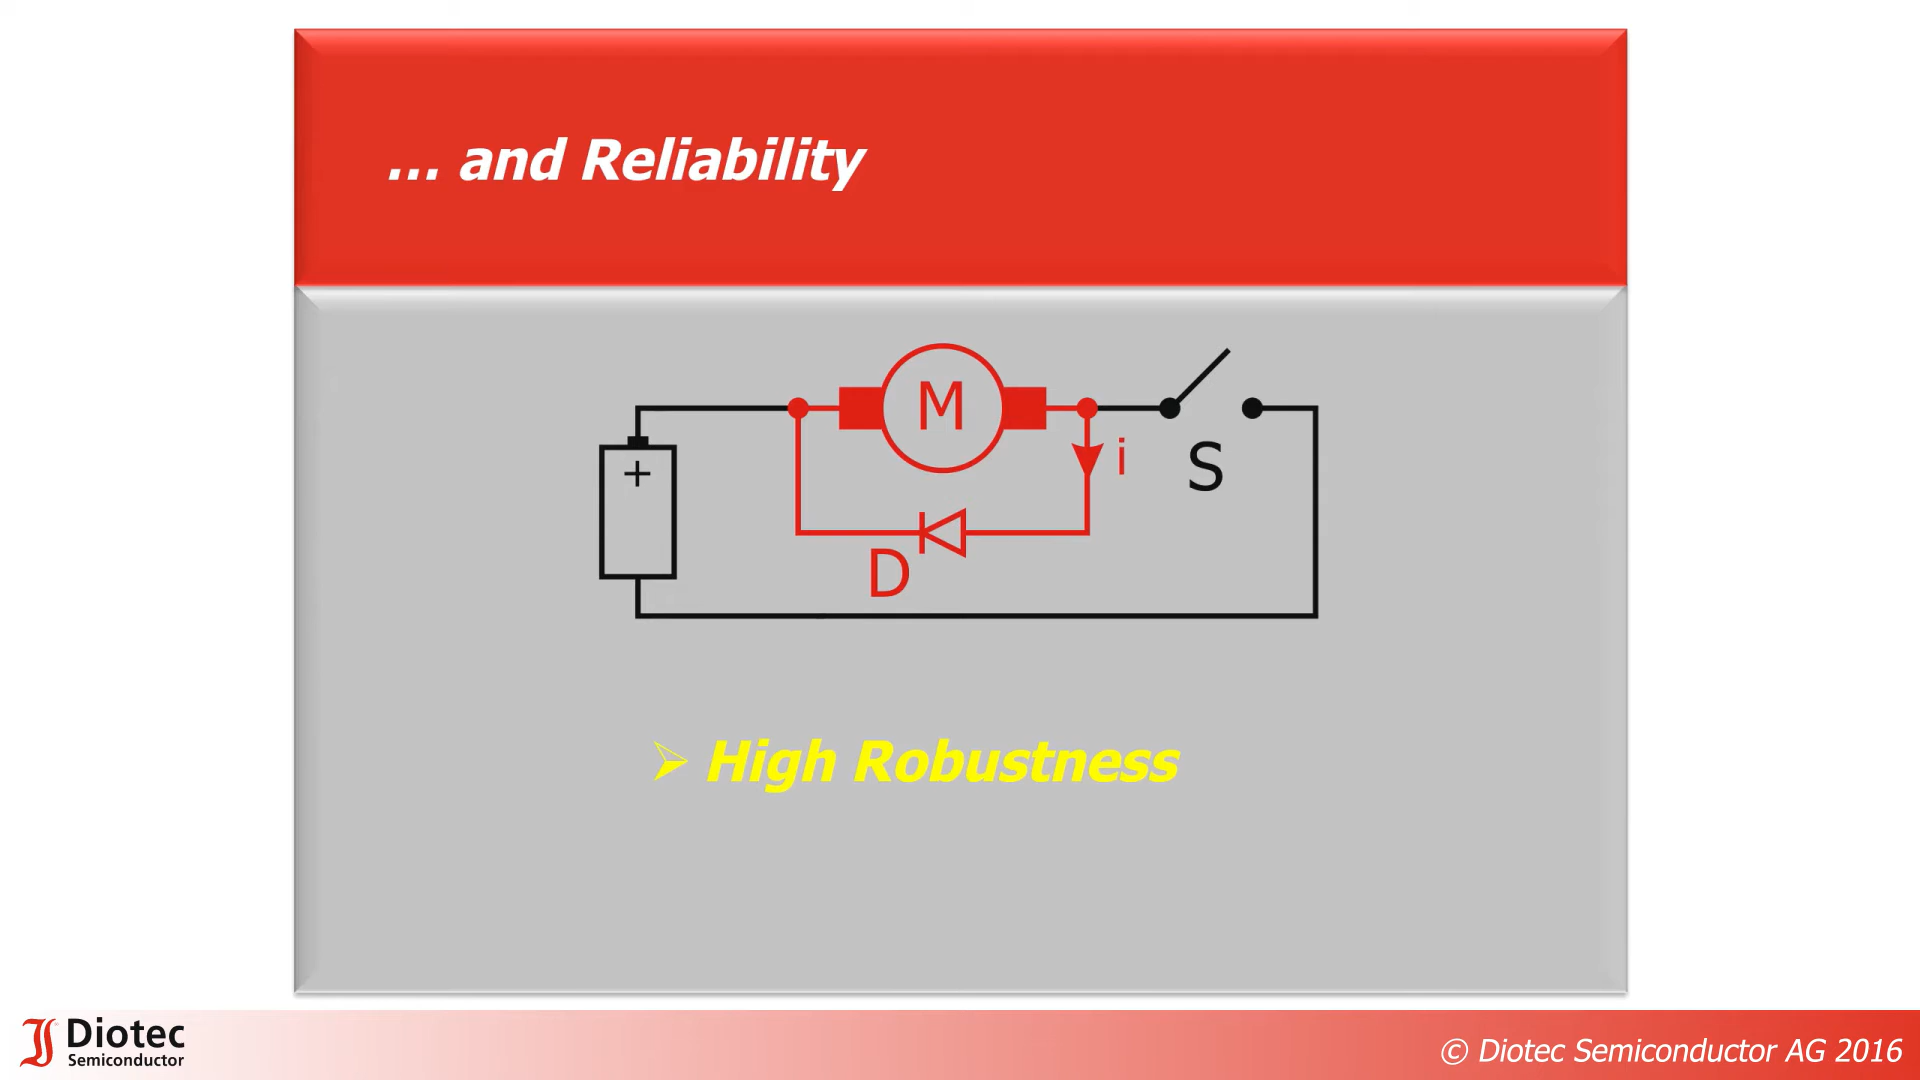 ... and Reliability
M
+
i
S
D
➢ High Robustness
Diotec
Semiconductor
© Diotec Semiconductor AG 2016